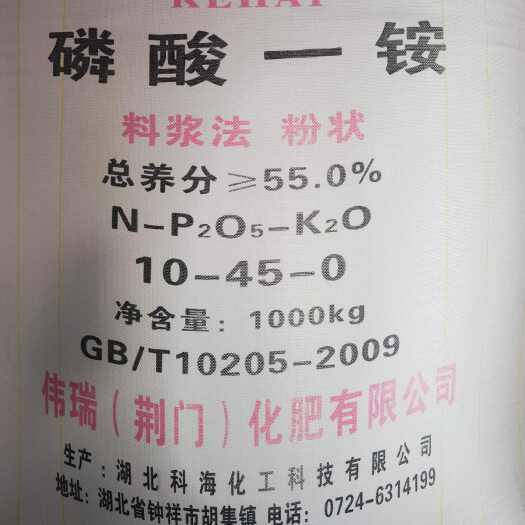 KEHAI
磷酸一铵
料浆法 粉状
总养分≥55.0%
N-P₂O₅-K₂O
10-45-0
净含量：1000kg
GB/T10205-2009
伟瑞（荆门）化肥有限公司
生产：湖北科海化工科技有限公司
地址：湖北省钟祥市胡集镇 电话：0724-6314199